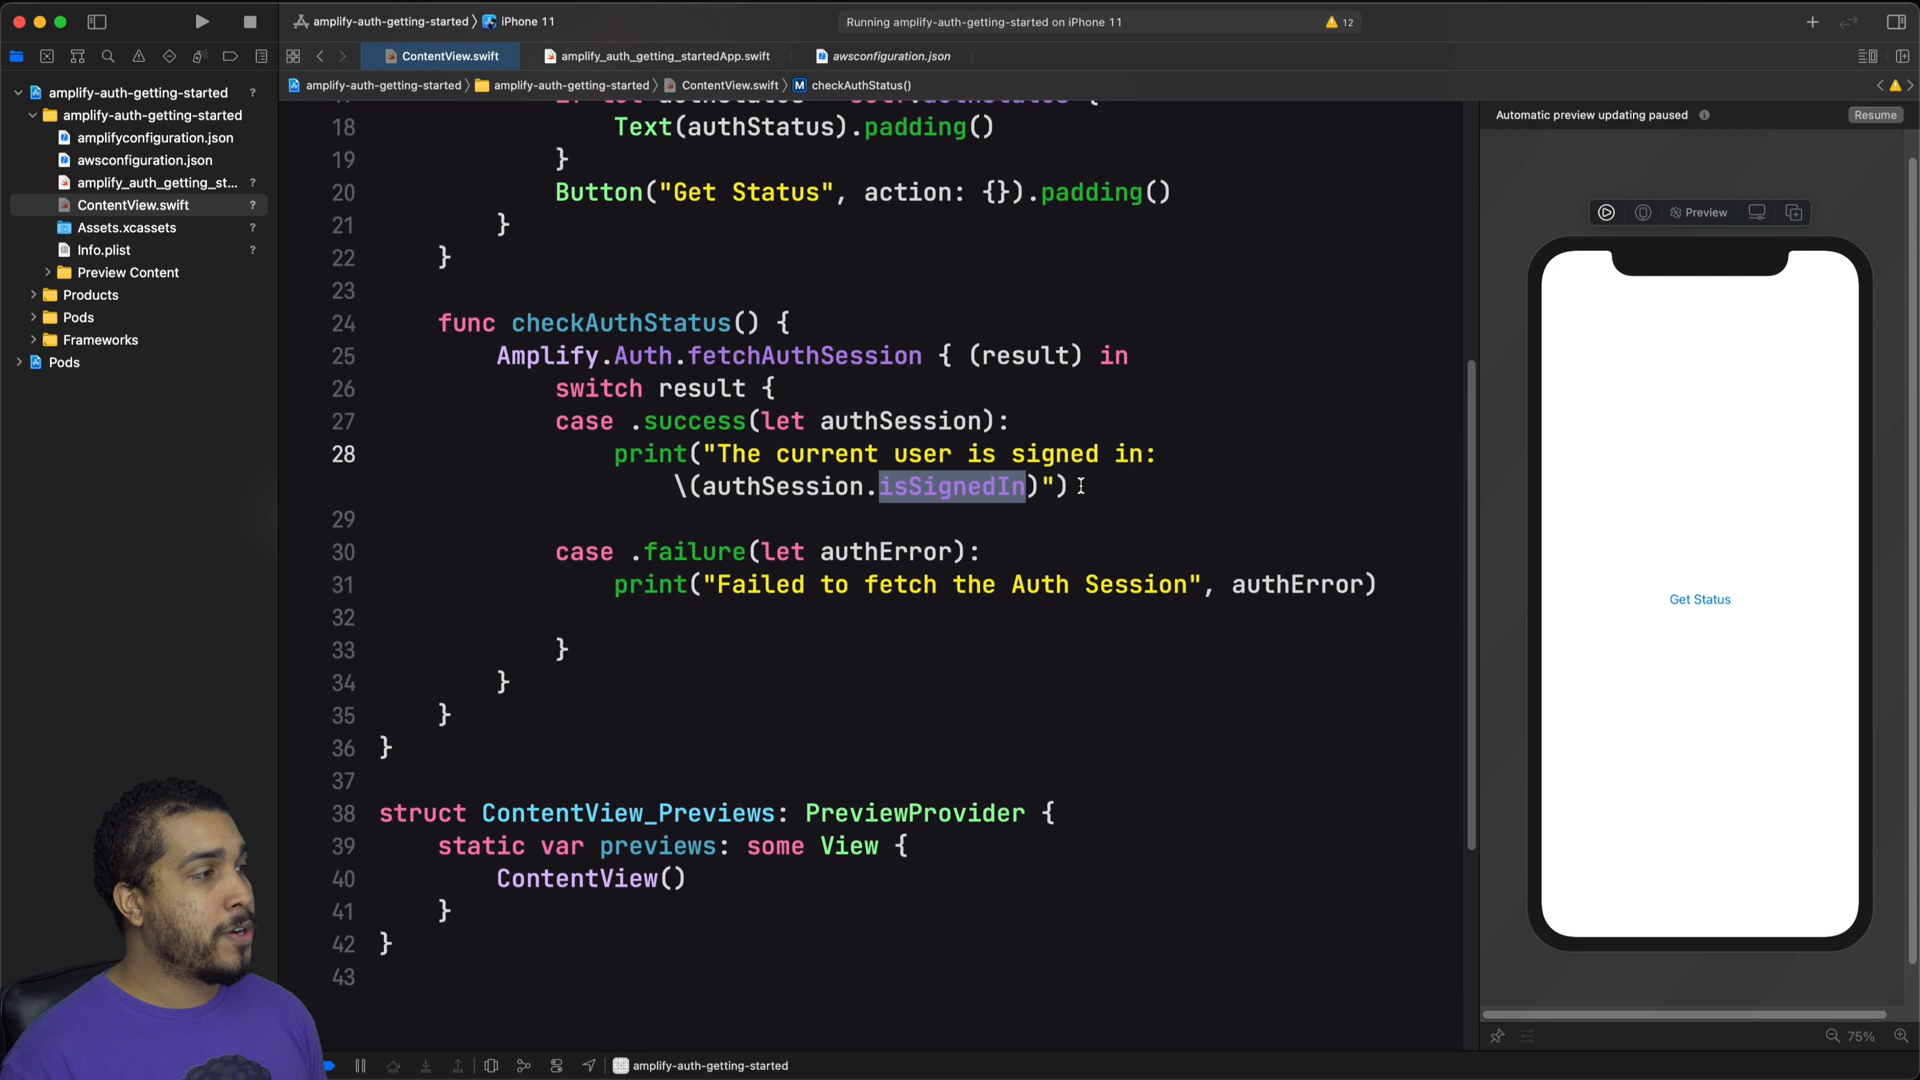 amplify-auth-getting-started
iPhone 11
Running amplify-auth-getting-started on iPhone 11
12
ContentView.swift
amplify_auth_getting_startedApp.swift
awsconfiguration.json
amplify-auth-getting-started
amplify-auth-getting-started
ContentView.swift
M
checkAuthStatus()
amplify-auth-getting-started ?
amplify-auth-getting-started
amplifyconfiguration.json
awsconfiguration.json
amplify_auth_getting_st... ?
ContentView.swift ?
Assets.xcassets ?
Info.plist ?
Preview Content
Products
Pods
Frameworks
Pods
18 Text(authStatus).padding()
19 }
20 Button("Get Status", action: {}).padding()
21 }
22 }
23
24 func checkAuthStatus() {
25 Amplify.Auth.fetchAuthSession { (result) in
26 switch result {
27 case .success(let authSession):
28 print("The current user is signed in:
\(authSession.isSignedIn)")
29
30 case .failure(let authError):
31 print("Failed to fetch the Auth Session", authError)
32
33 }
34 }
35 }
36 }
37
38 struct ContentView_Previews: PreviewProvider {
39 static var previews: some View {
40 ContentView()
41 }
42 }
43
Automatic preview updating paused
Resume
Preview
Get Status
75%
amplify-auth-getting-started